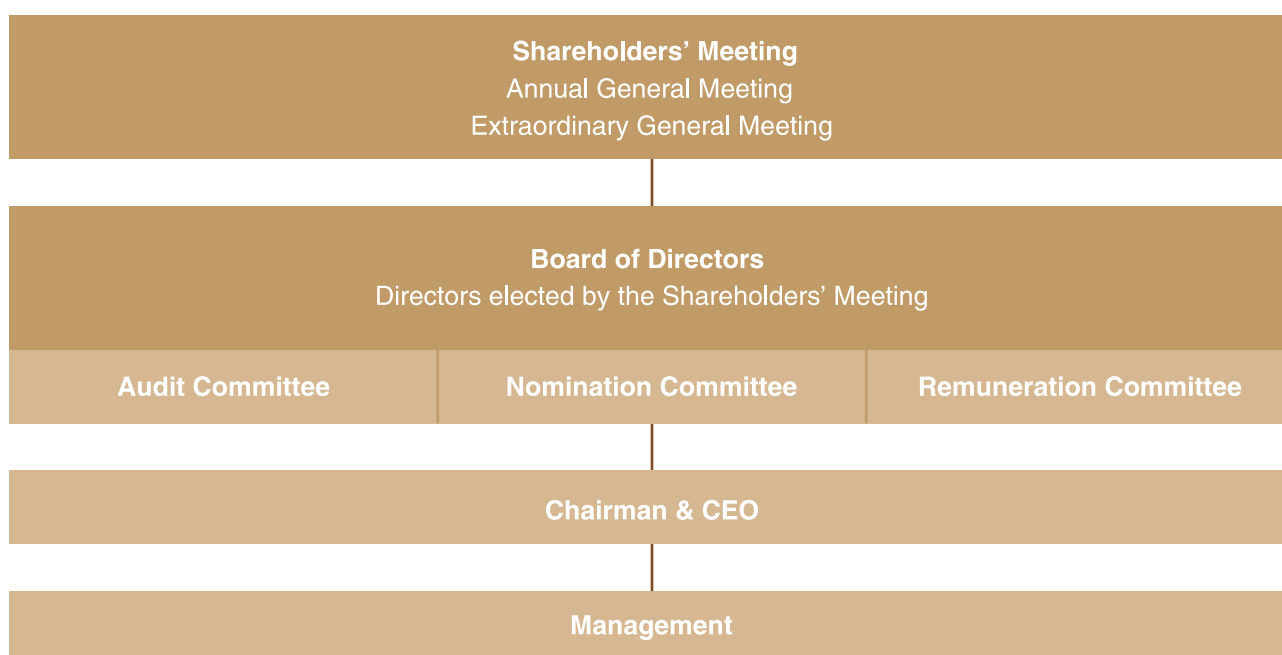 Shareholders’ Meeting
Annual General Meeting
Extraordinary General Meeting
Board of Directors
Directors elected by the Shareholders’ Meeting
Audit Committee
Nomination Committee
Remuneration Committee
Chairman & CEO
Management